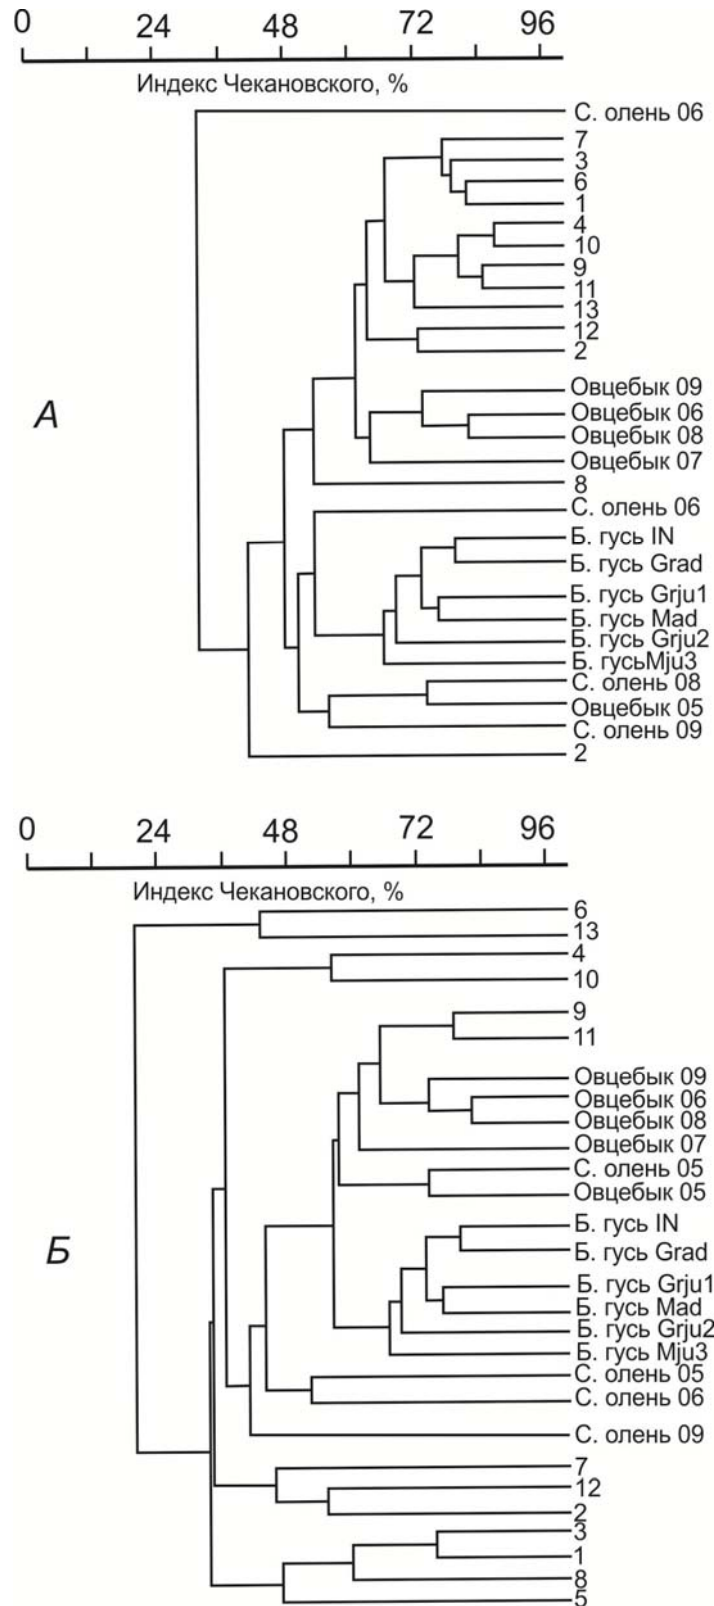 0 24 48 72 96
Индекс Чекановского, %
С. олень 06
7
3
6
1
4
10
9
11
13
12
2
Овцебык 09
А
Овцебык 06
Овцебык 08
Овцебык 07
8
С. олень 06
Б. гусь IN
Б. гусь Grad
Б. гусь Grju1
Б. гусь Mad
Б. гусь Grju2
Б. гусьMju3
С. олень 08
Овцебык 05
С. олень 09
2
0 24 48 72 96
Индекс Чекановского, %
6
13
4
10
9
11
Овцебык 09
Овцебык 06
Овцебык 08
Овцебык 07
С. олень 05
Овцебык 05
Б. гусь IN
Б
Б. гусь Grad
Б. гусь Grju1
Б. гусь Mad
Б. гусь Grju2
Б. гусь Mju3
С. олень 05
С. олень 06
С. олень 09
7
12
2
3
1
8
5